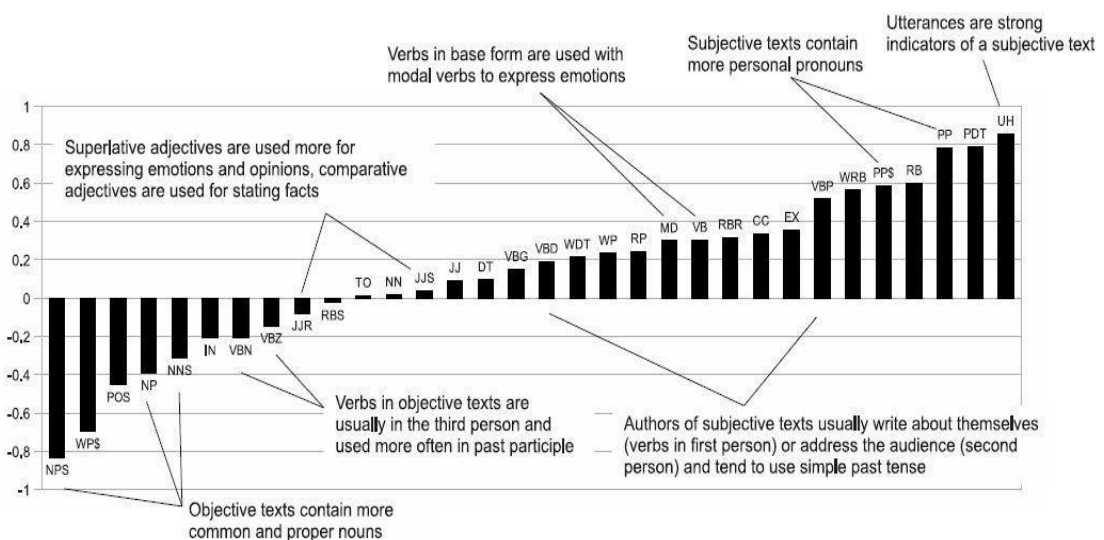 Utterances are strong
indicators of a subjective text
Subjective texts contain
more personal pronouns
Verbs in base form are used with
modal verbs to express emotions
Superlative adjectives are used more for
expressing emotions and opinions, comparative
adjectives are used for stating facts
1
0.8
0.6
0.4
0.2
0
-0.2
-0.4
-0.6
-0.8
-1
NPS
WP$
POS
NP
NNS
IN
VBN
VBZ
JJR
RBS
TO
NN
JJS
JJ
DT
VBG
VBD
WDT
WP
RP
MD
VB
RBR
CC
EX
VBP
WRB
PP$
RB
PP
PDT
UH
Verbs in objective texts are
usually in the third person and
used more often in past participle
Authors of subjective texts usually write about themselves
(verbs in first person) or address the audience (second
person) and tend to use simple past tense
Objective texts contain more
common and proper nouns